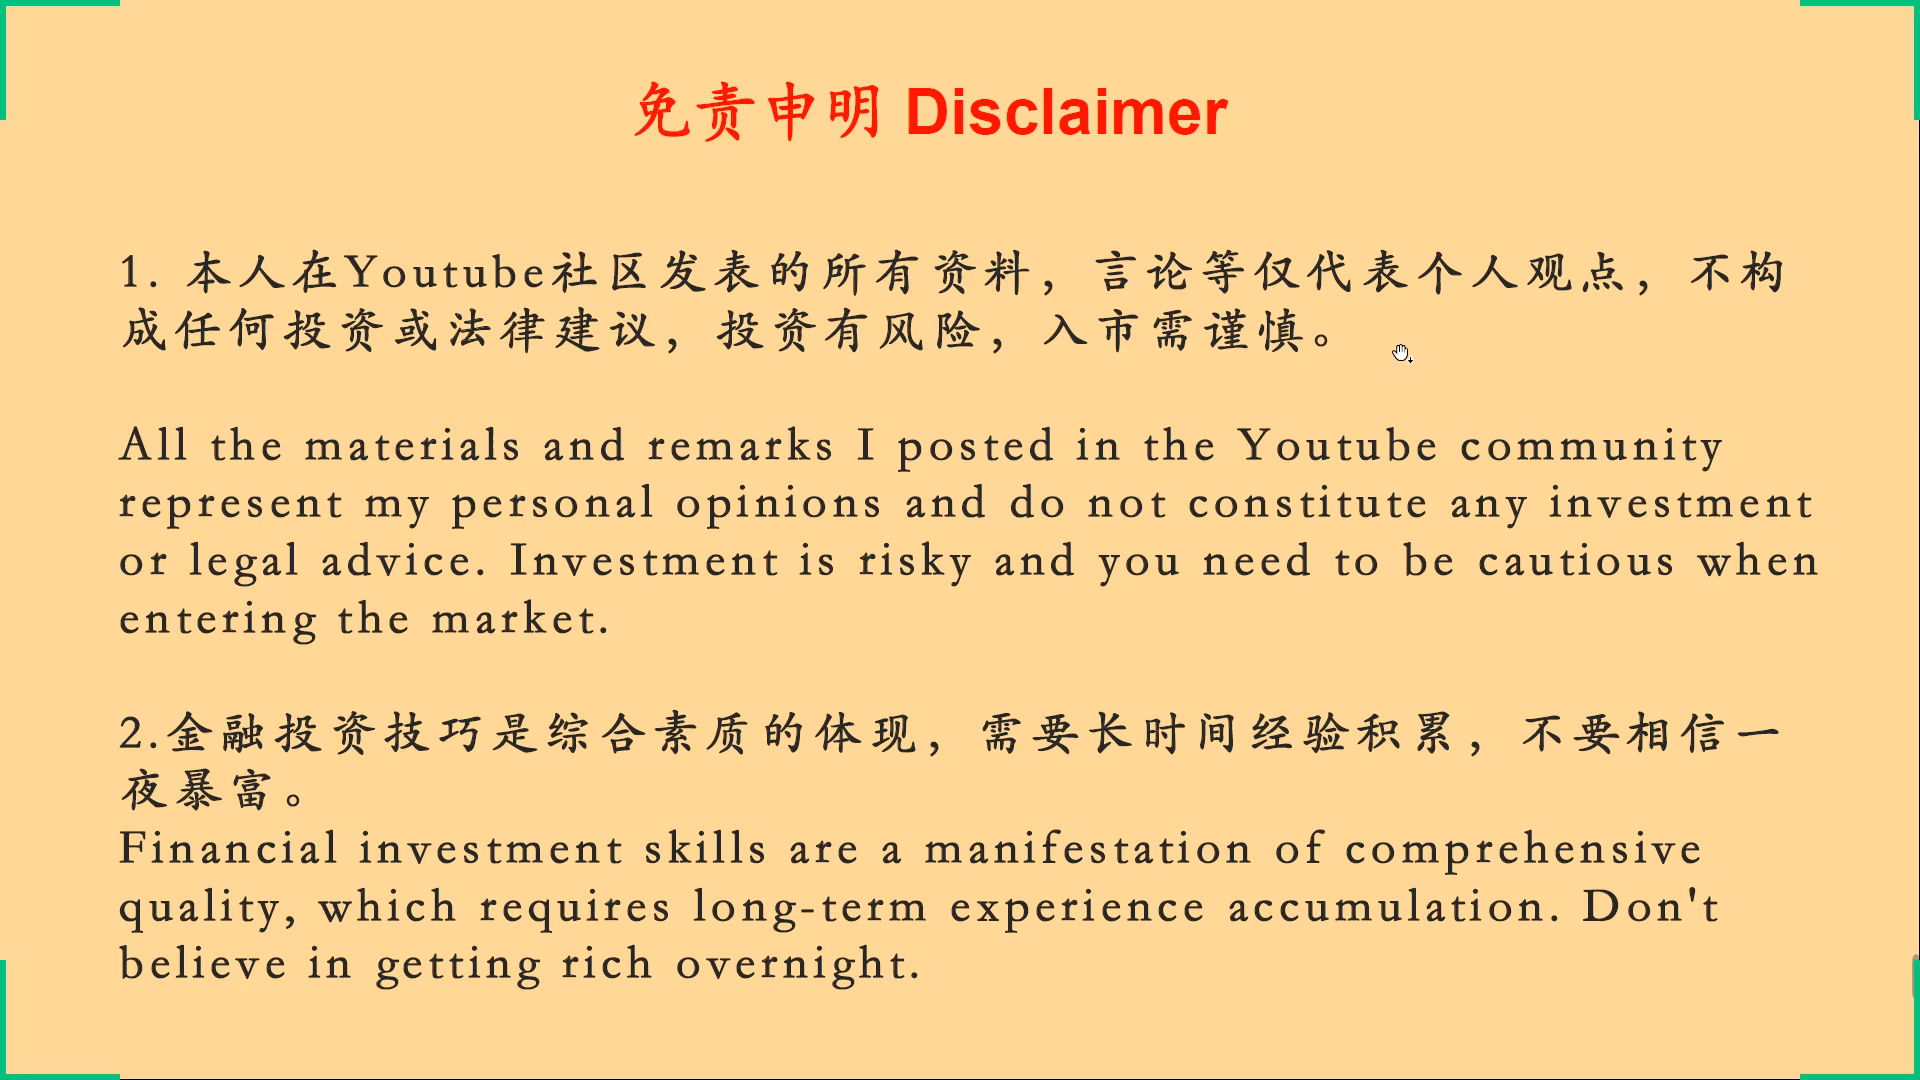 免责申明 Disclaimer
1. 本人在Youtube社区发表的所有资料，言论等仅代表个人观点，不构
成任何投资或法律建议，投资有风险，入市需谨慎。
All the materials and remarks I posted in the Youtube community
represent my personal opinions and do not constitute any investment
or legal advice. Investment is risky and you need to be cautious when
entering the market.
2.金融投资技巧是综合素质的体现，需要长时间经验积累，不要相信一
夜暴富。
Financial investment skills are a manifestation of comprehensive
quality, which requires long-term experience accumulation. Don't
believe in getting rich overnight.